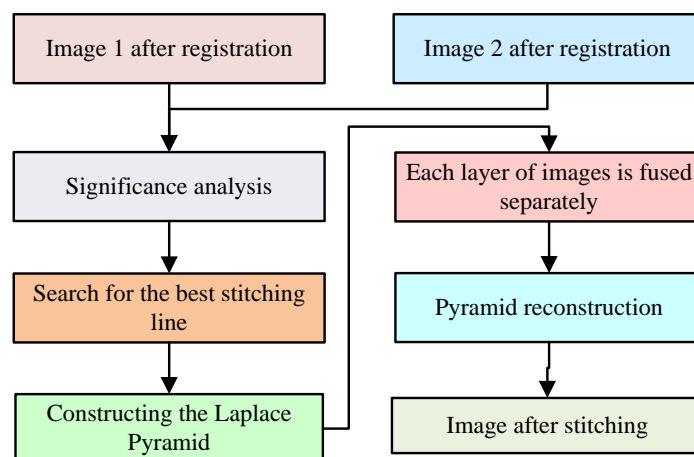 Image 1 after registration
Image 2 after registration
Significance analysis
Search for the best stitching
line
Constructing the Laplace
Pyramid
Each layer of images is fused
separately
Pyramid reconstruction
Image after stitching